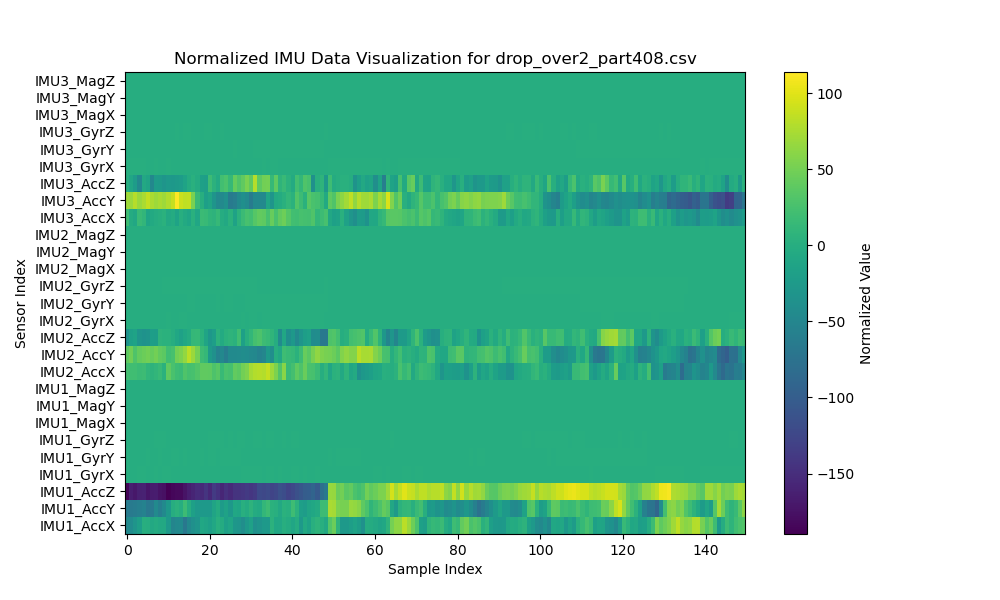 Normalized IMU Data Visualization for drop_over2_part408.csv
IMU3_MagZ
IMU3_MagY
IMU3_MagX
IMU3_GyrZ
IMU3_GyrY
IMU3_GyrX
IMU3_AccZ
IMU3_AccY
IMU3_AccX
IMU2_MagZ
IMU2_MagY
IMU2_MagX
IMU2_GyrZ
IMU2_GyrY
IMU2_GyrX
IMU2_AccZ
IMU2_AccY
IMU2_AccX
IMU1_MagZ
IMU1_MagY
IMU1_MagX
IMU1_GyrZ
IMU1_GyrY
IMU1_GyrX
IMU1_AccZ
IMU1_AccY
IMU1_AccX
Sensor Index
0 20 40 60 80 100 120 140
Sample Index
100
50
0
−50
−100
−150
Normalized Value